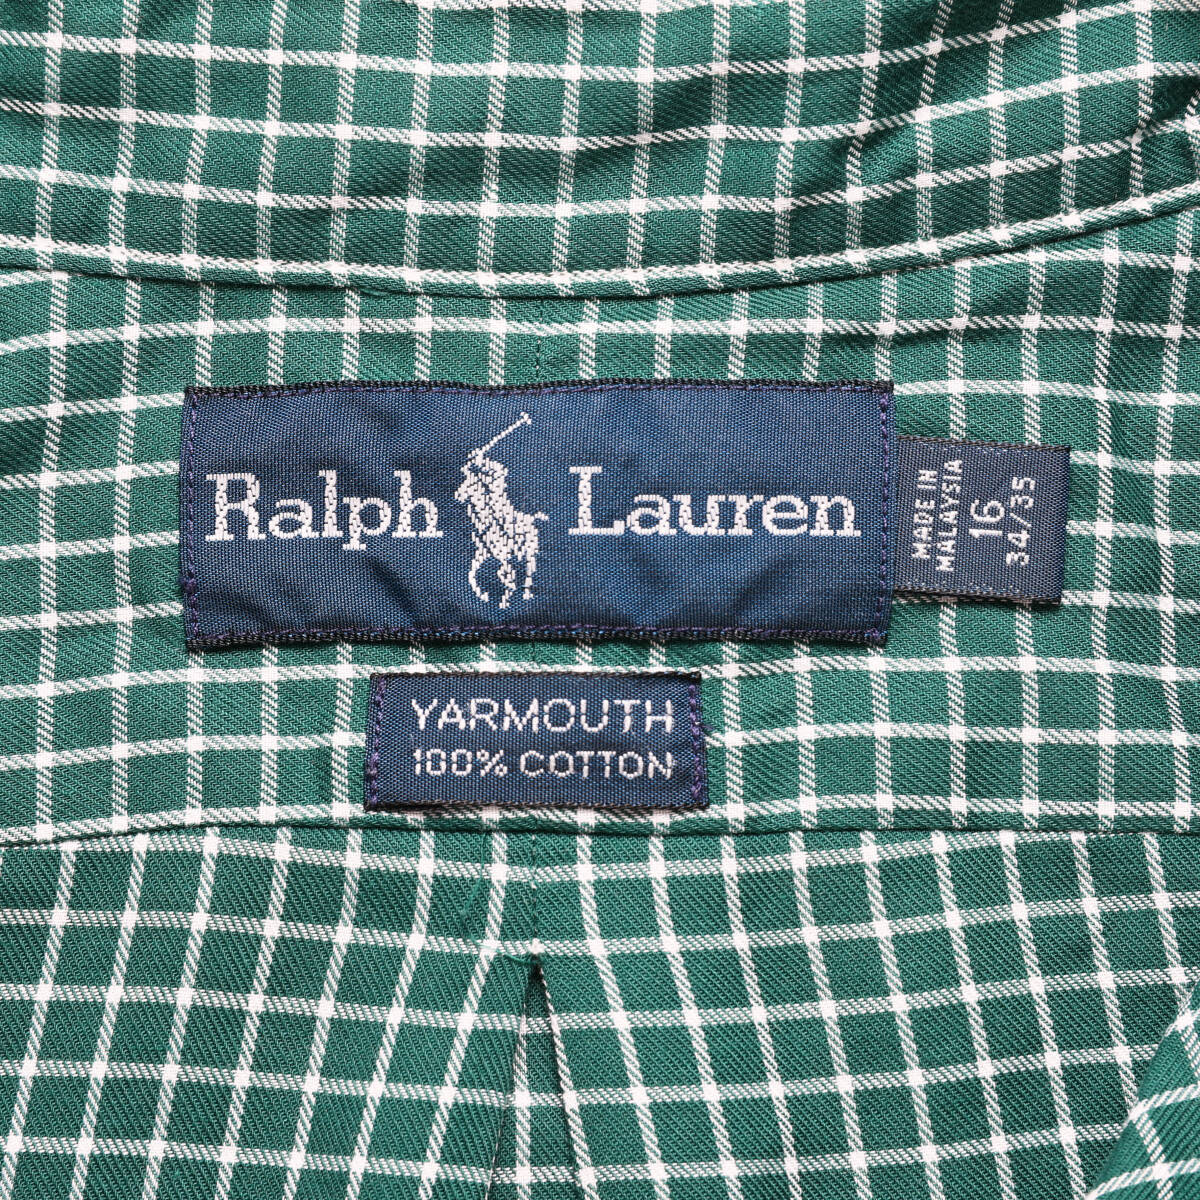 Ralph Lauren
MADE IN
MALAYSIA
16
34/35
YARMOUTH
100% COTTON